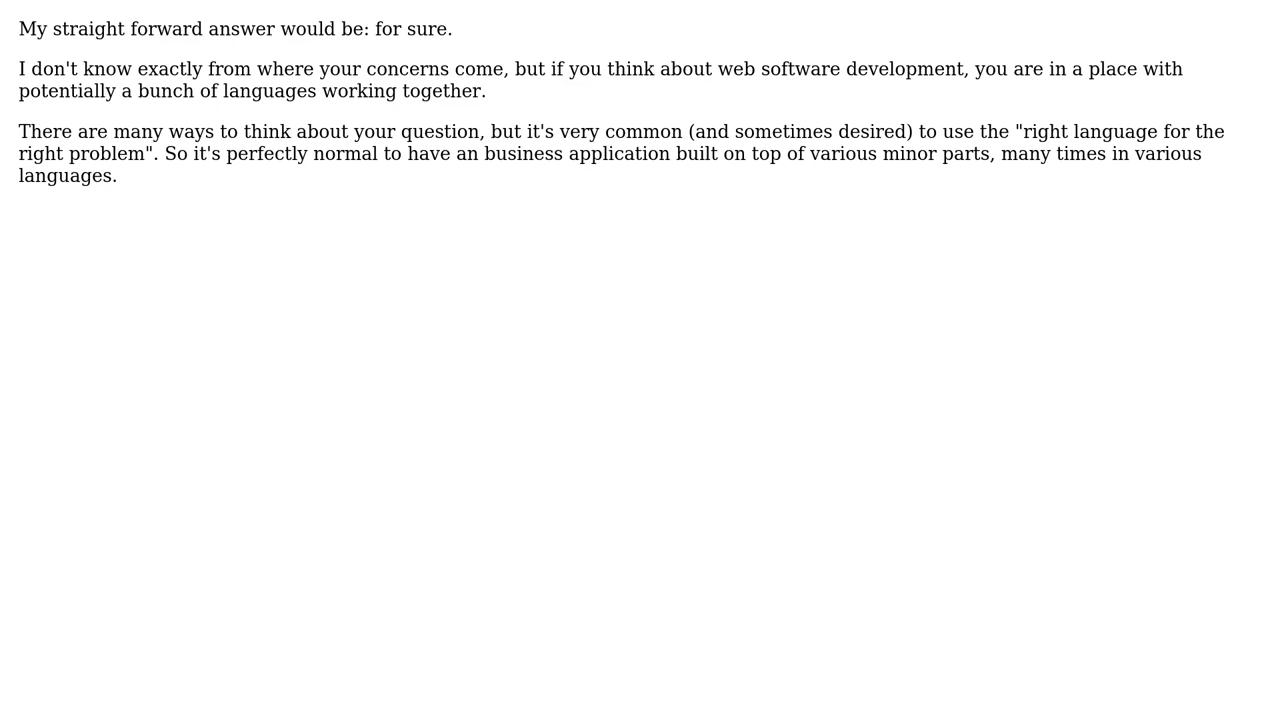 My straight forward answer would be: for sure.
I don't know exactly from where your concerns come, but if you think about web software development, you are in a place with
potentially a bunch of languages working together.
There are many ways to think about your question, but it's very common (and sometimes desired) to use the "right language for the
right problem". So it's perfectly normal to have an business application built on top of various minor parts, many times in various
languages.